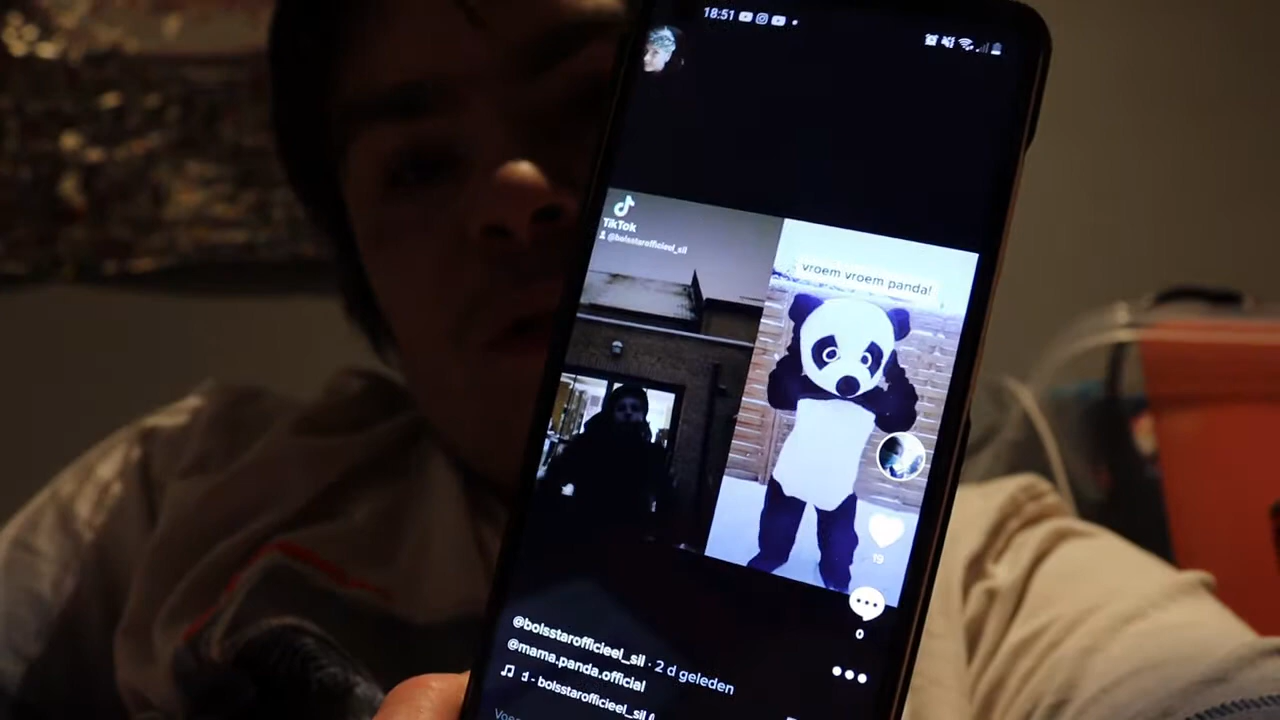 18:51
TikTok
@bolsstarofficieel_sil
vroem vroem panda!
19
0
@bolsstarofficieel_sil · 2 d geleden
@mama.panda.official
d - bolsstarofficieel_sil